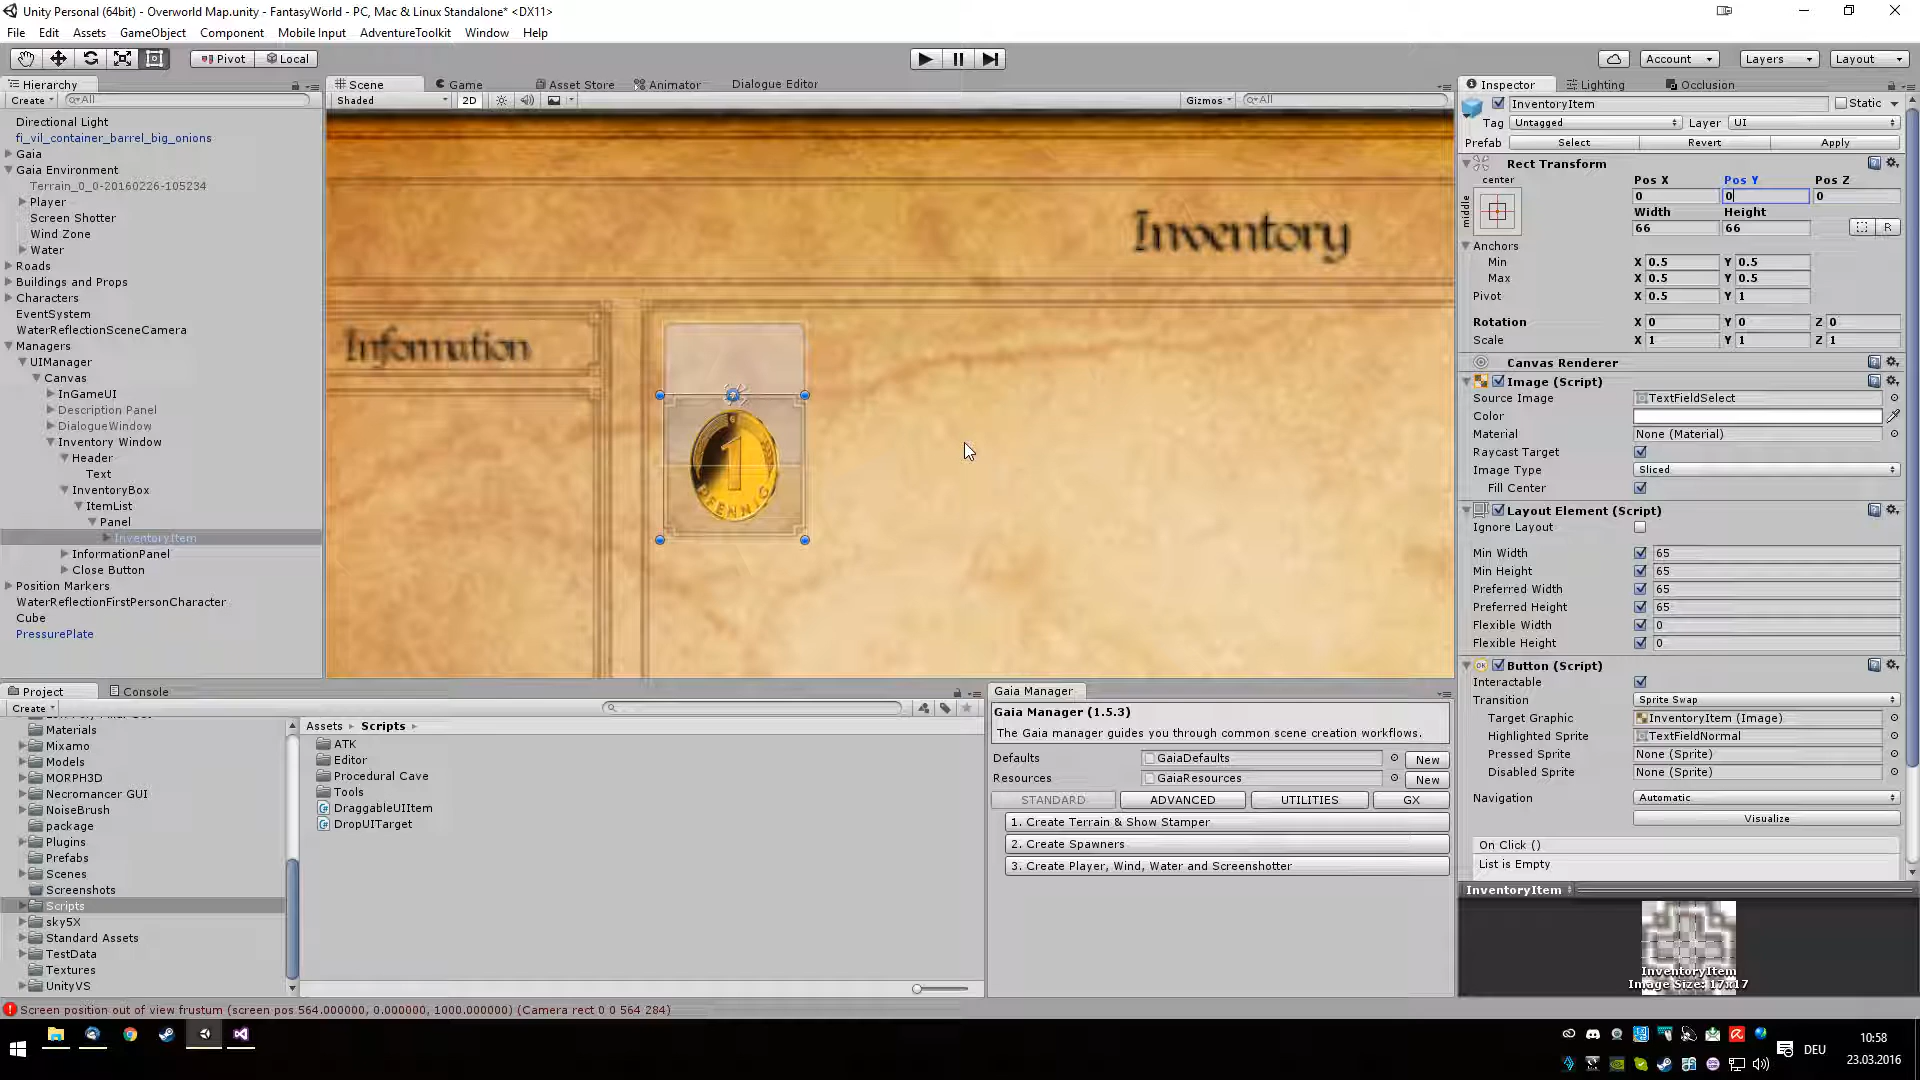 Unity Personal (64bit) - Overworld Map.unity - FantasyWorld - PC, Mac & Linux Standalone* <DX11>
File Edit Assets GameObject Component Mobile Input AdventureToolkit Window Help
Pivot Local Account Layers Layout
Hierarchy Scene Game Asset Store Animator Dialogue Editor Inspector Lighting Occlusion
Create All Shaded 2D Gizmos All
InventoryItem Static
Tag Untagged Layer UI
Prefab Select Revert Apply
Directional Light
fi_vil_container_barrel_big_onions
Gaia
Gaia Environment
Terrain_0_0-20160226-105234
Player
Screen Shotter
Wind Zone
Water
Roads
Buildings and Props
Characters
EventSystem
WaterReflectionSceneCamera
Managers
UIManager
Canvas
InGameUI
Description Panel
DialogueWindow
Inventory Window
Header
Text
InventoryBox
ItemList
Panel
InventoryItem
InformationPanel
Close Button
Position Markers
WaterReflectionFirstPersonCharacter
Cube
PressurePlate
Inventory
Information
1
PFENNIG
Rect Transform
center Pos X Pos Y Pos Z
middle 0 0 0
Width Height
66 66 R
Anchors
Min X 0.5 Y 0.5
Max X 0.5 Y 0.5
Pivot X 0.5 Y 1
Rotation X 0 Y 0 Z 0
Scale X 1 Y 1 Z 1
Canvas Renderer
Image (Script)
Source Image TextFieldSelect
Color
Material None (Material)
Raycast Target
Image Type Sliced
Fill Center
Layout Element (Script)
Ignore Layout
Min Width 65
Min Height 65
Preferred Width 65
Preferred Height 65
Flexible Width 0
Flexible Height 0
Button (Script)
Interactable
Transition Sprite Swap
Target Graphic InventoryItem (Image)
Highlighted Sprite TextFieldNormal
Pressed Sprite None (Sprite)
Disabled Sprite None (Sprite)
Navigation Automatic
Visualize
On Click ()
List is Empty
InventoryItem
InventoryItem
Image Size: 17x17
Project Console
Create
Materials
Mixamo
Models
MORPH3D
Necromancer GUI
NoiseBrush
package
Plugins
Prefabs
Scenes
Screenshots
Scripts
sky5X
Standard Assets
TestData
Textures
UnityVS
Assets Scripts
ATK
Editor
Procedural Cave
Tools
DraggableUIItem
DropUITarget
Gaia Manager
Gaia Manager (1.5.3)
The Gaia manager guides you through common scene creation workflows.
Defaults GaiaDefaults New
Resources GaiaResources New
STANDARD ADVANCED UTILITIES GX
1. Create Terrain & Show Stamper
2. Create Spawners
3. Create Player, Wind, Water and Screenshotter
Screen position out of view frustum (screen pos 564.000000, 0.000000, 1000.000000) (Camera rect 0 0 564 284)
DEU
10:58
23.03.2016